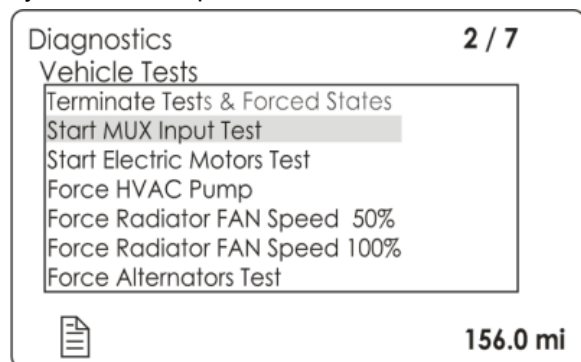 Diagnostics 2 / 7
Vehicle Tests
Terminate Tests & Forced States
Start MUX Input Test
Start Electric Motors Test
Force HVAC Pump
Force Radiator FAN Speed 50%
Force Radiator FAN Speed 100%
Force Alternators Test
156.0 mi